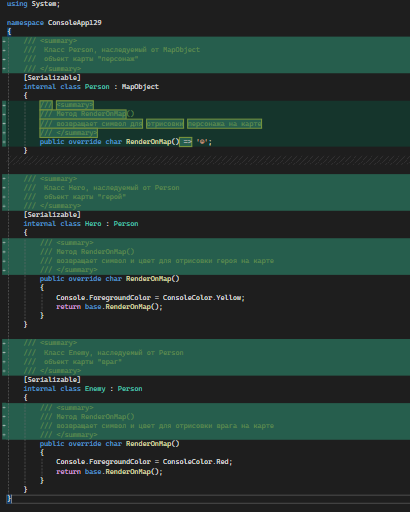 using System;
namespace ConsoleApp129
{
/// <summary>
/// Класс Person, наследуемый от MapObject
/// объект карты "персонаж"
/// </summary>
[Serializable]
internal class Person : MapObject
{
/// <summary>
/// Метод RenderOnMap()
/// возвращает символ для отрисовки персонажа на карте
/// </summary>
public override char RenderOnMap() => '☻';
}
/// <summary>
/// Класс Hero, наследуемый от Person
/// объект карты "герой"
/// </summary>
[Serializable]
internal class Hero : Person
{
/// <summary>
/// Метод RenderOnMap()
/// возвращает символ и цвет для отрисовки героя на карте
/// </summary>
public override char RenderOnMap()
{
Console.ForegroundColor = ConsoleColor.Yellow;
return base.RenderOnMap();
}
}
/// <summary>
/// Класс Enemy, наследуемый от Person
/// объект карты "враг"
/// </summary>
[Serializable]
internal class Enemy : Person
{
/// <summary>
/// Метод RenderOnMap()
/// возвращает символ и цвет для отрисовки врага на карте
/// </summary>
public override char RenderOnMap()
{
Console.ForegroundColor = ConsoleColor.Red;
return base.RenderOnMap();
}
}
}